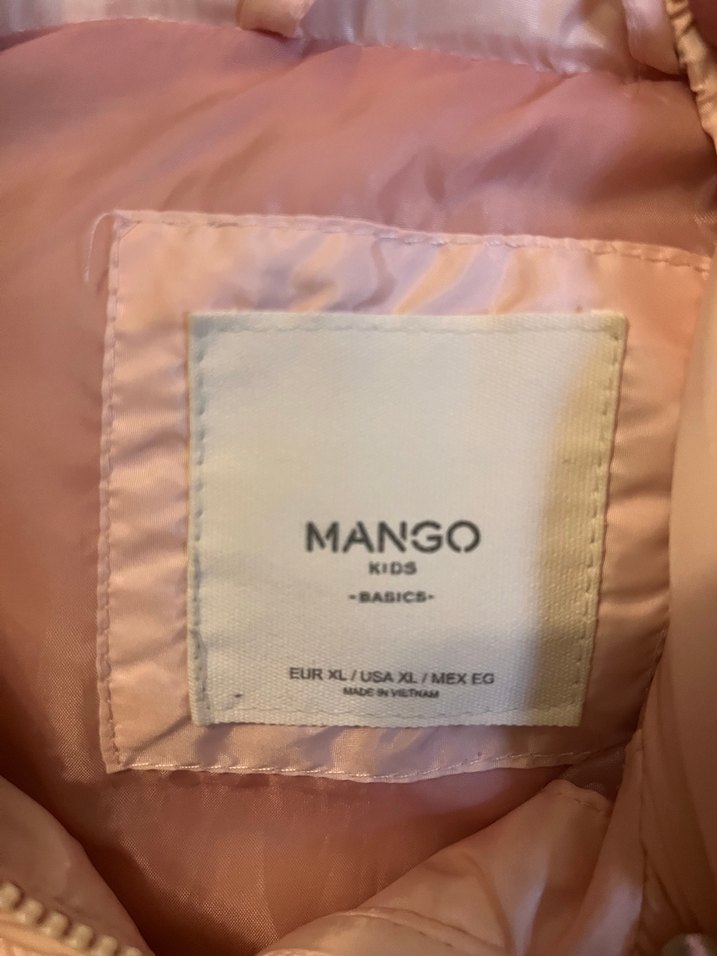 MANGO
KIDS
-BASICS-
EUR XL / USA XL / MEX EG
MADE IN VIETNAM